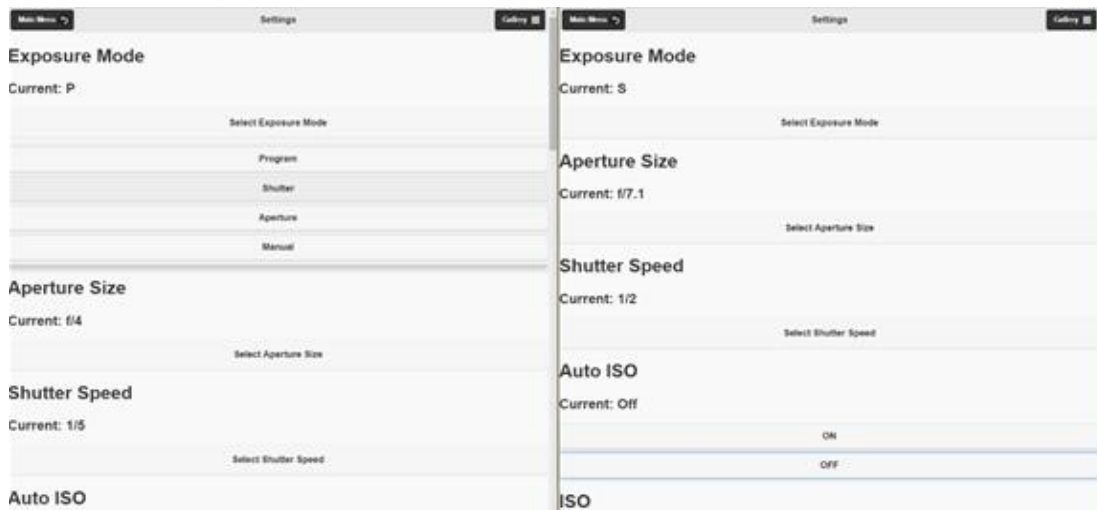 Main Menu
Settings
Gallery
Exposure Mode
Current: P
Select Exposure Mode
Program
Shutter
Aperture
Manual
Aperture Size
Current: f/4
Select Aperture Size
Shutter Speed
Current: 1/5
Select Shutter Speed
Auto ISO
Main Menu
Settings
Gallery
Exposure Mode
Current: S
Select Exposure Mode
Aperture Size
Current: f/7.1
Select Aperture Size
Shutter Speed
Current: 1/2
Select Shutter Speed
Auto ISO
Current: Off
ON
OFF
ISO